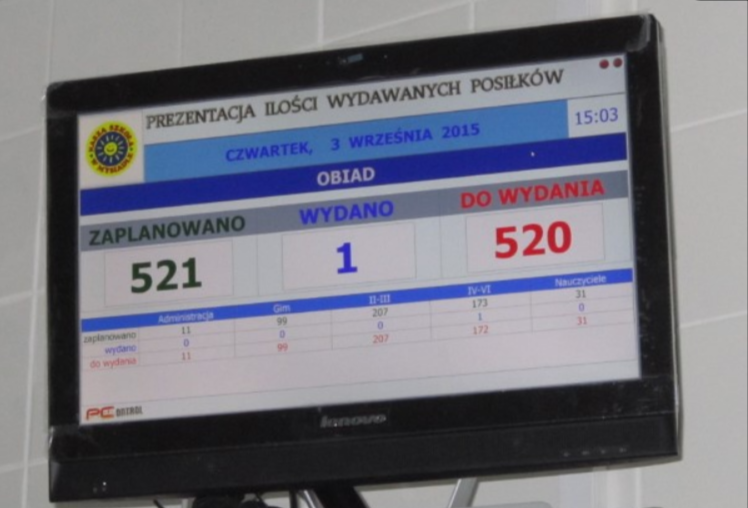 PREZENTACJA ILOŚCI WYDAWANYCH POSIŁKÓW
NASZA SZKOŁA
CZWARTEK, 3 WRZEŚNIA 2015
15:03
OBIAD
ZAPLANOWANO WYDANO DO WYDANIA
521 1 520
Administracja Gim II-III IV-VI Nauczyciele
zaplanowano 11 99 207 173 31
wydano 0 0 0 1 0
do wydania 11 99 207 172 31
lenovo